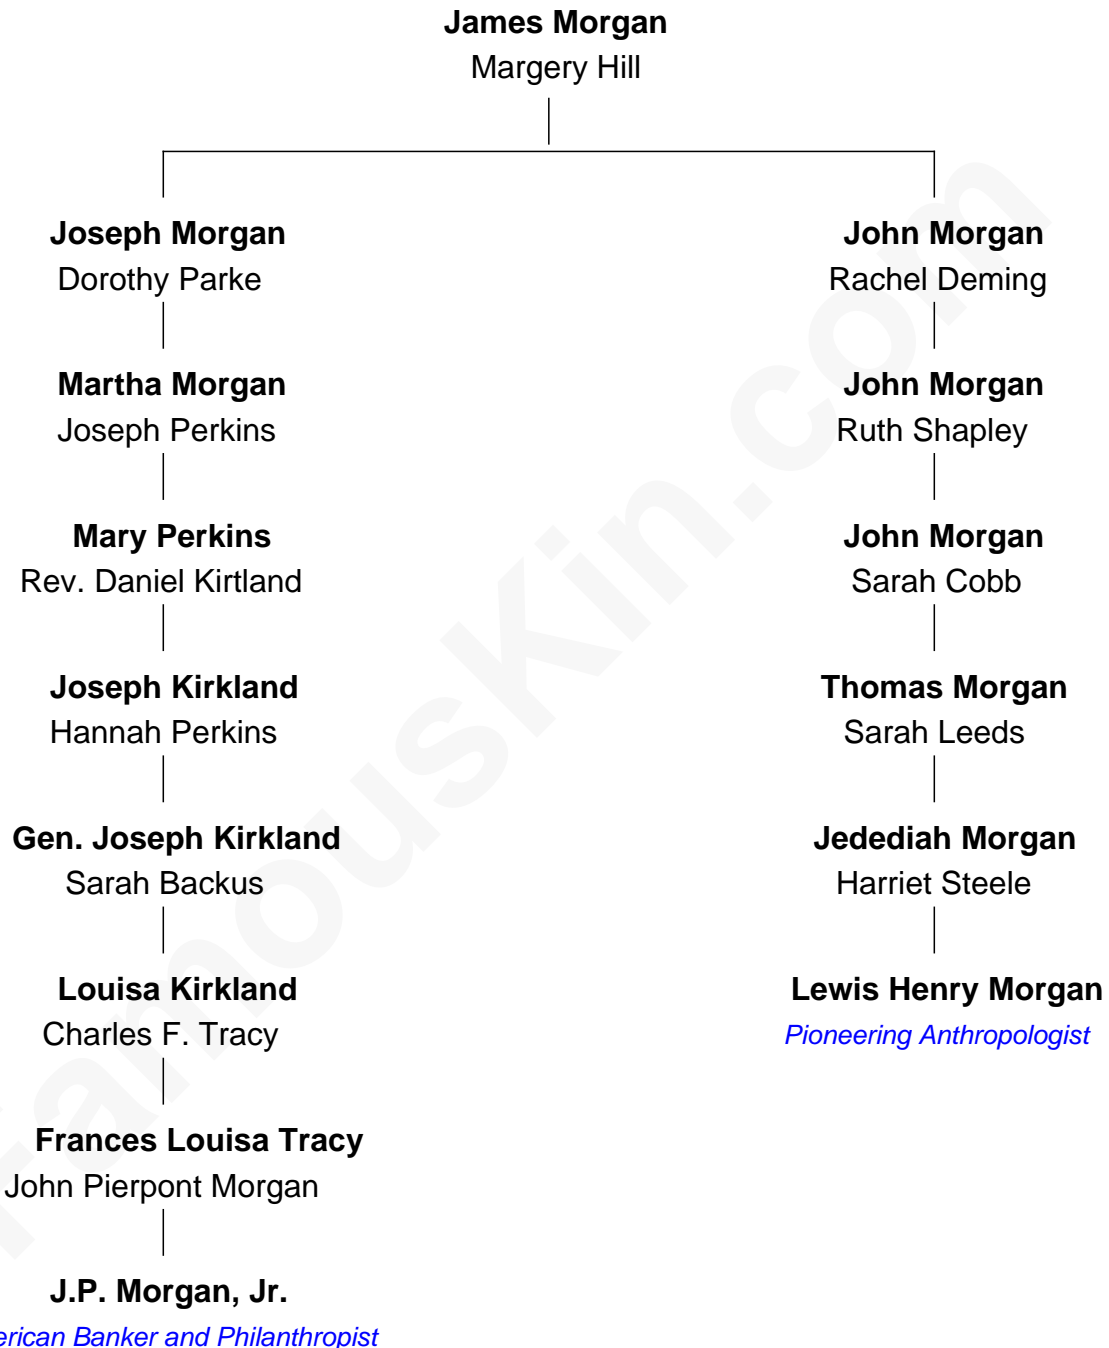 James Morgan
Margery Hill
Joseph Morgan
Dorothy Parke
John Morgan
Rachel Deming
Martha Morgan
Joseph Perkins
John Morgan
Ruth Shapley
Mary Perkins
Rev. Daniel Kirtland
John Morgan
Sarah Cobb
Joseph Kirkland
Hannah Perkins
Thomas Morgan
Sarah Leeds
Gen. Joseph Kirkland
Sarah Backus
Jedediah Morgan
Harriet Steele
Louisa Kirkland
Charles F. Tracy
Lewis Henry Morgan
Pioneering Anthropologist
Frances Louisa Tracy
John Pierpont Morgan
J.P. Morgan, Jr.
erican Banker and Philanthropist
FamousKin.com